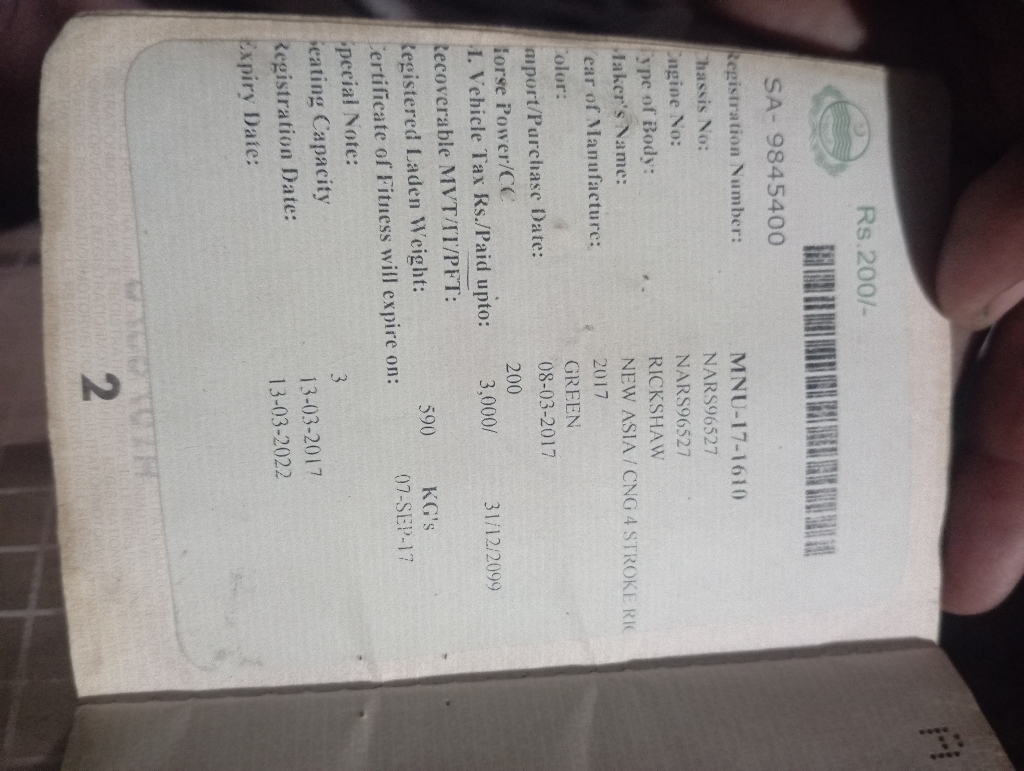 Rs.200/-
SA- 9845400
Registration Number: MNU-17-1610
Chassis No: NARS96527
Engine No: NARS96527
Type of Body: RICKSHAW
Maker's Name: NEW ASIA / CNG 4 STROKE RIC
Year of Manufacture: 2017
Color: GREEN
Import/Purchase Date: 08-03-2017
Horse Power/CC 200
M. Vehicle Tax Rs./Paid upto: 3,000/ 31/12/2099
Recoverable MVT/IT/PFT:
Registered Laden Weight: 590 KG's
Certificate of Fitness will expire on: 07-SEP-17
Special Note:
Seating Capacity 3
Registration Date: 13-03-2017
Expiry Date: 13-03-2022
2